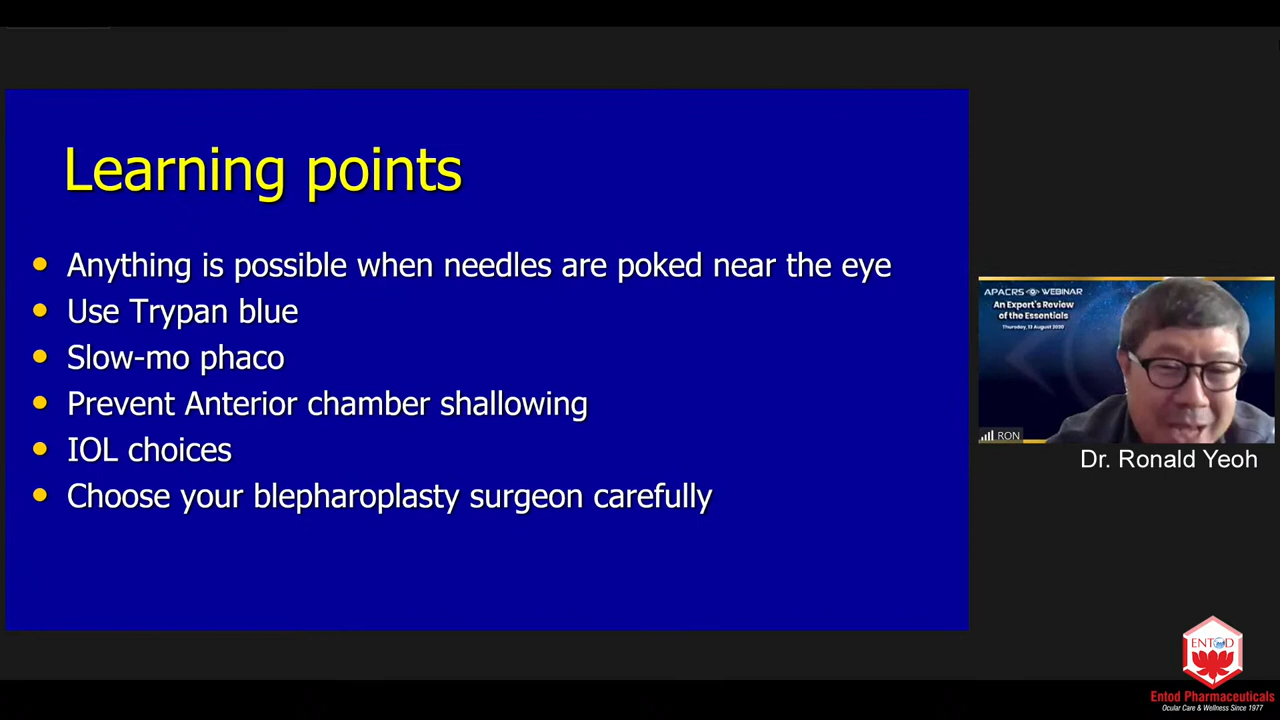 Learning points
Anything is possible when needles are poked near the eye
Use Trypan blue
Slow-mo phaco
Prevent Anterior chamber shallowing
IOL choices
Choose your blepharoplasty surgeon carefully
APACRS WEBINAR
An Expert's Review
of the Essentials
Thursday, 13 August 2020
RON
Dr. Ronald Yeoh
ENTOD
Entod Pharmaceuticals
Ocular Care & Wellness Since 1977